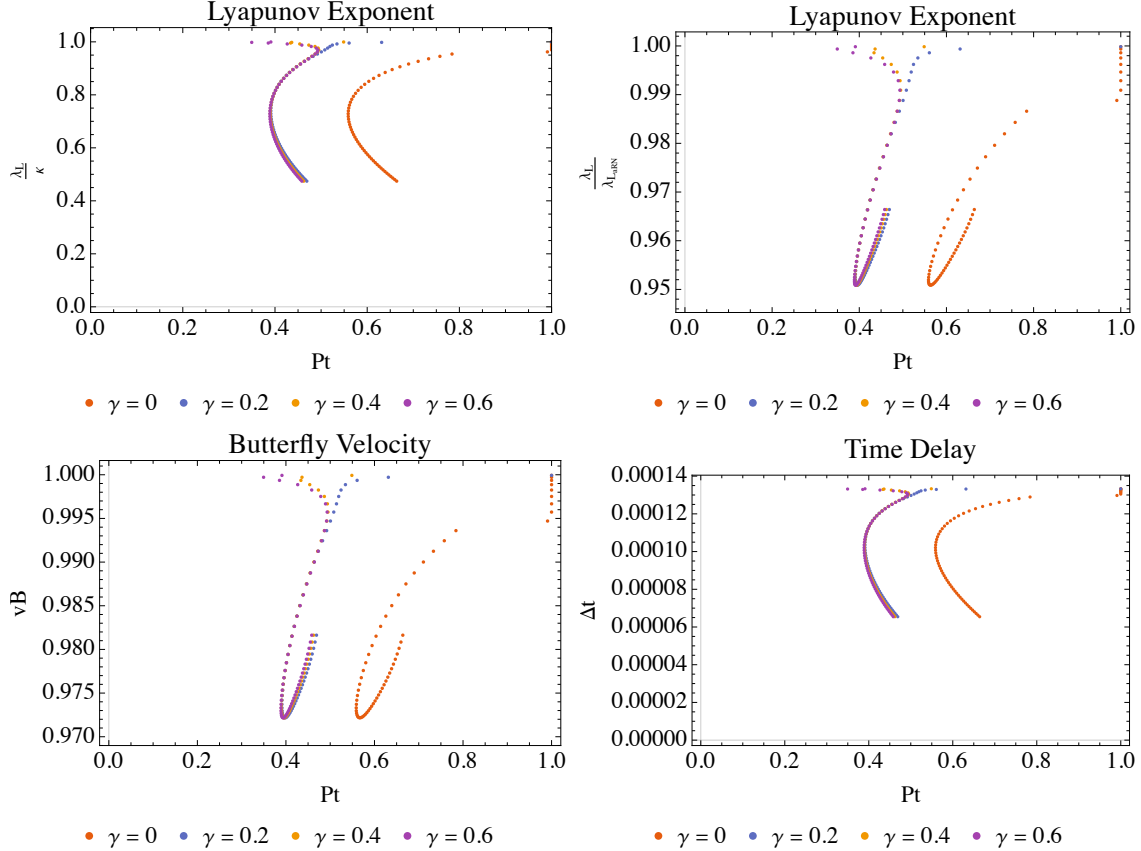 Lyapunov Exponent
1.0
0.8
0.6
0.4
0.2
0.0
λL/κ
0.0 0.2 0.4 0.6 0.8 1.0
Pt
γ = 0 γ = 0.2 γ = 0.4 γ = 0.6
Lyapunov Exponent
1.00
0.99
0.98
0.97
0.96
0.95
λL/λLaRN
0.0 0.2 0.4 0.6 0.8 1.0
Pt
γ = 0 γ = 0.2 γ = 0.4 γ = 0.6
Butterfly Velocity
1.000
0.995
0.990
0.985
0.980
0.975
0.970
vB
0.0 0.2 0.4 0.6 0.8 1.0
Pt
γ = 0 γ = 0.2 γ = 0.4 γ = 0.6
Time Delay
0.00014
0.00012
0.00010
0.00008
0.00006
0.00004
0.00002
0.00000
Δt
0.0 0.2 0.4 0.6 0.8 1.0
Pt
γ = 0 γ = 0.2 γ = 0.4 γ = 0.6